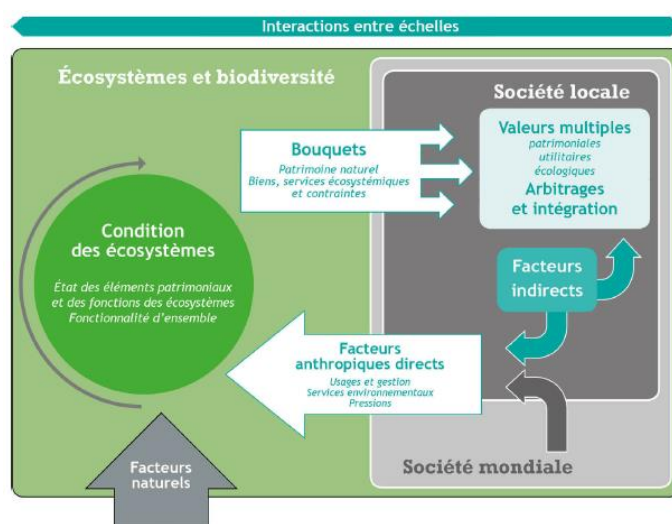 Interactions entre échelles
Écosystèmes et biodiversité
Société locale
Valeurs multiples
patrimoniales
utilitaires
écologiques
Arbitrages
et intégration
Bouquets
Patrimoine naturel
Biens, services écosystémiques
et contraintes
Condition
des écosystèmes
État des éléments patrimoniaux
et des fonctions des écosystèmes
Fonctionnalité d'ensemble
Facteurs
indirects
Facteurs
anthropiques directs
Usages et gestion
Services environnementaux
Pressions
Facteurs
naturels
Société mondiale